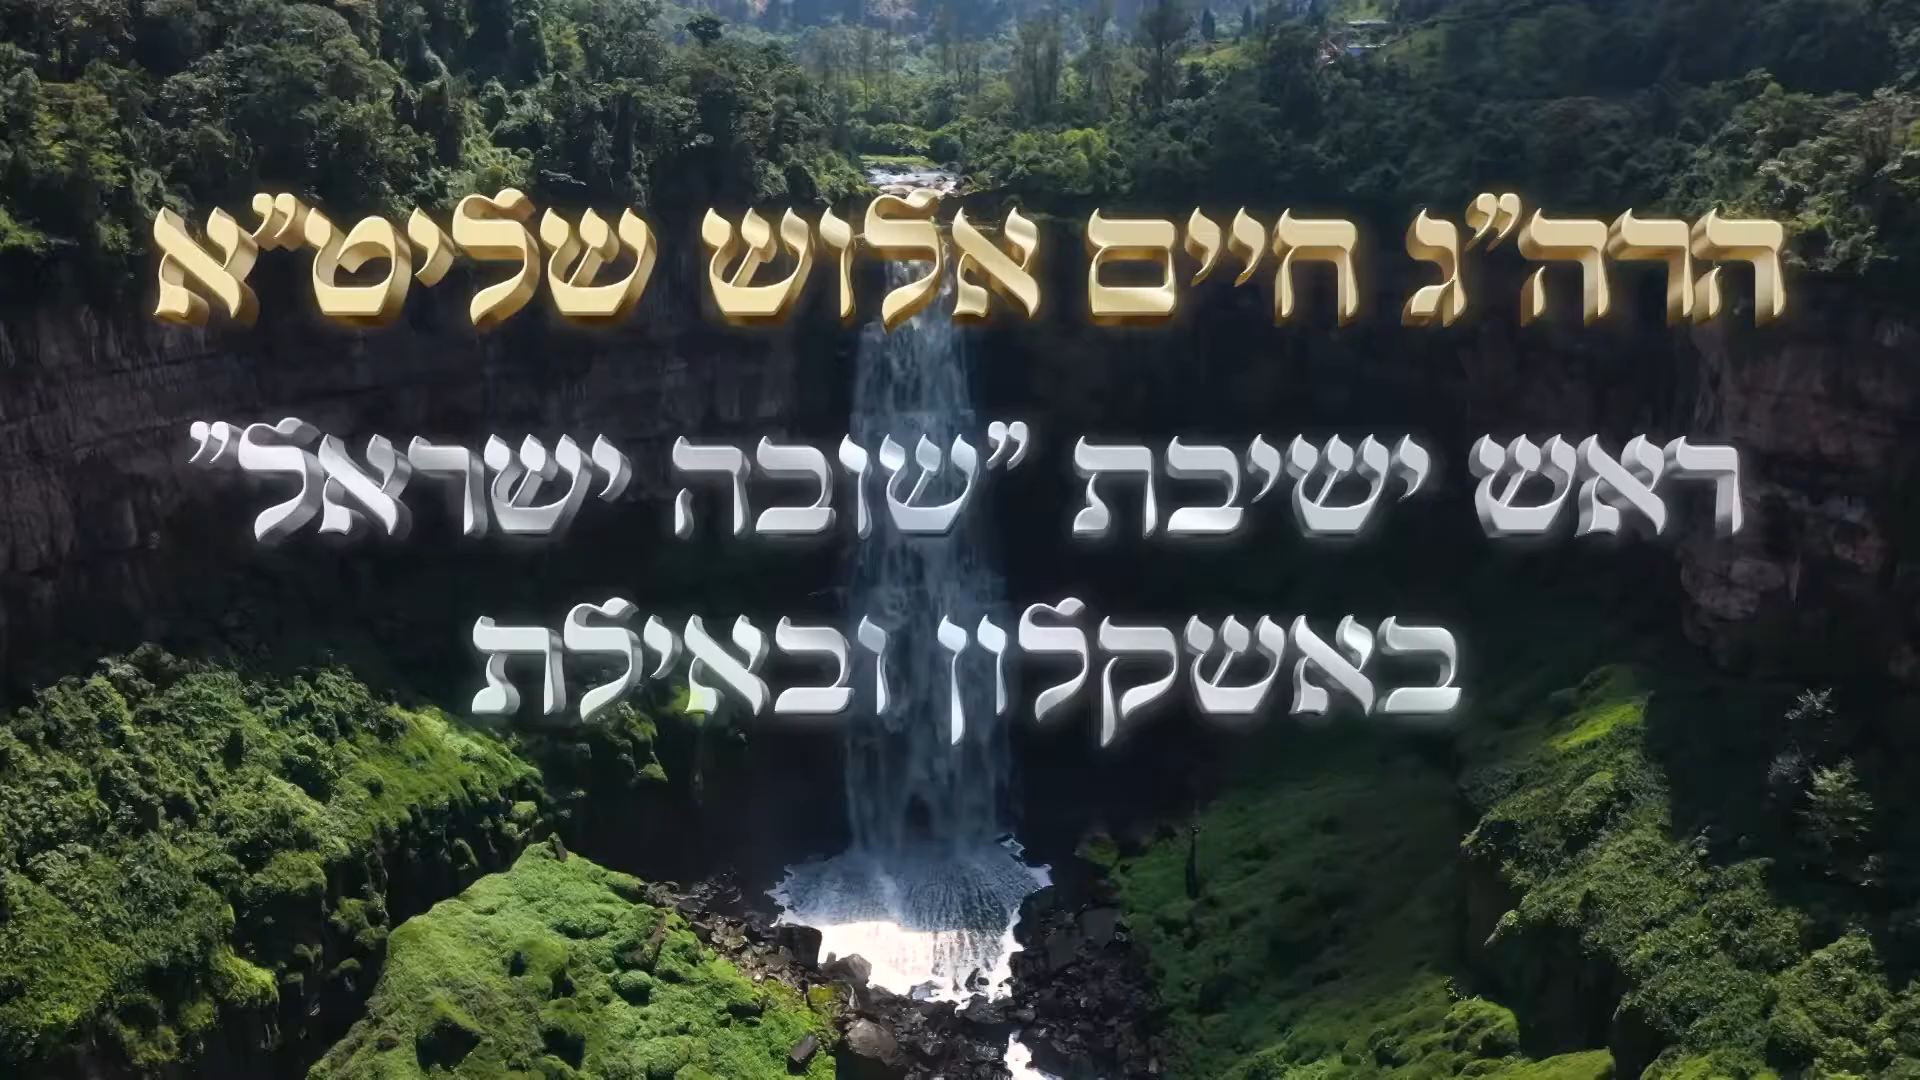 הרה"ג חיים אלוש שליט"א
ראש ישיבת "שובה ישראל"
באשקלון ובאילת